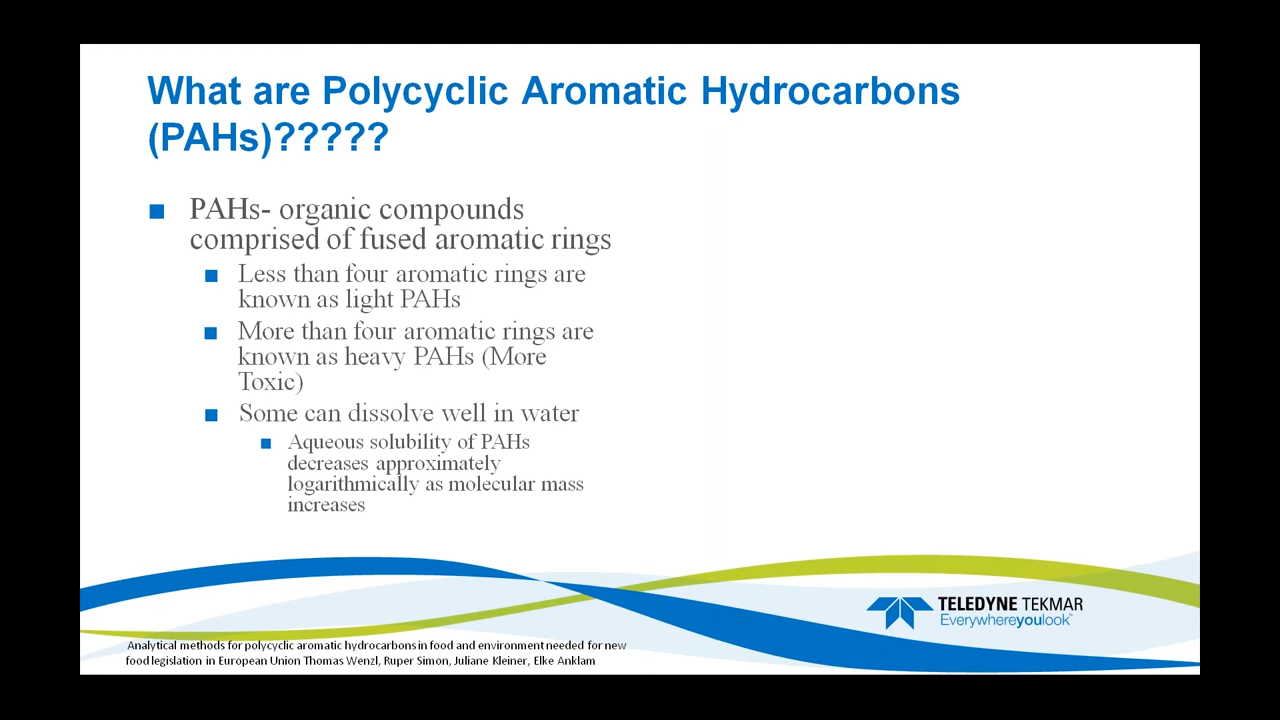 What are Polycyclic Aromatic Hydrocarbons
(PAHs)?????
PAHs- organic compounds
comprised of fused aromatic rings
Less than four aromatic rings are
known as light PAHs
More than four aromatic rings are
known as heavy PAHs (More
Toxic)
Some can dissolve well in water
Aqueous solubility of PAHs
decreases approximately
logarithmically as molecular mass
increases
TELEDYNE TEKMAR
Everywhereyoulook™
Analytical methods for polycyclic aromatic hydrocarbons in food and environment needed for new
food legislation in European Union Thomas Wenzl, Ruper Simon, Juliane Kleiner, Elke Anklam